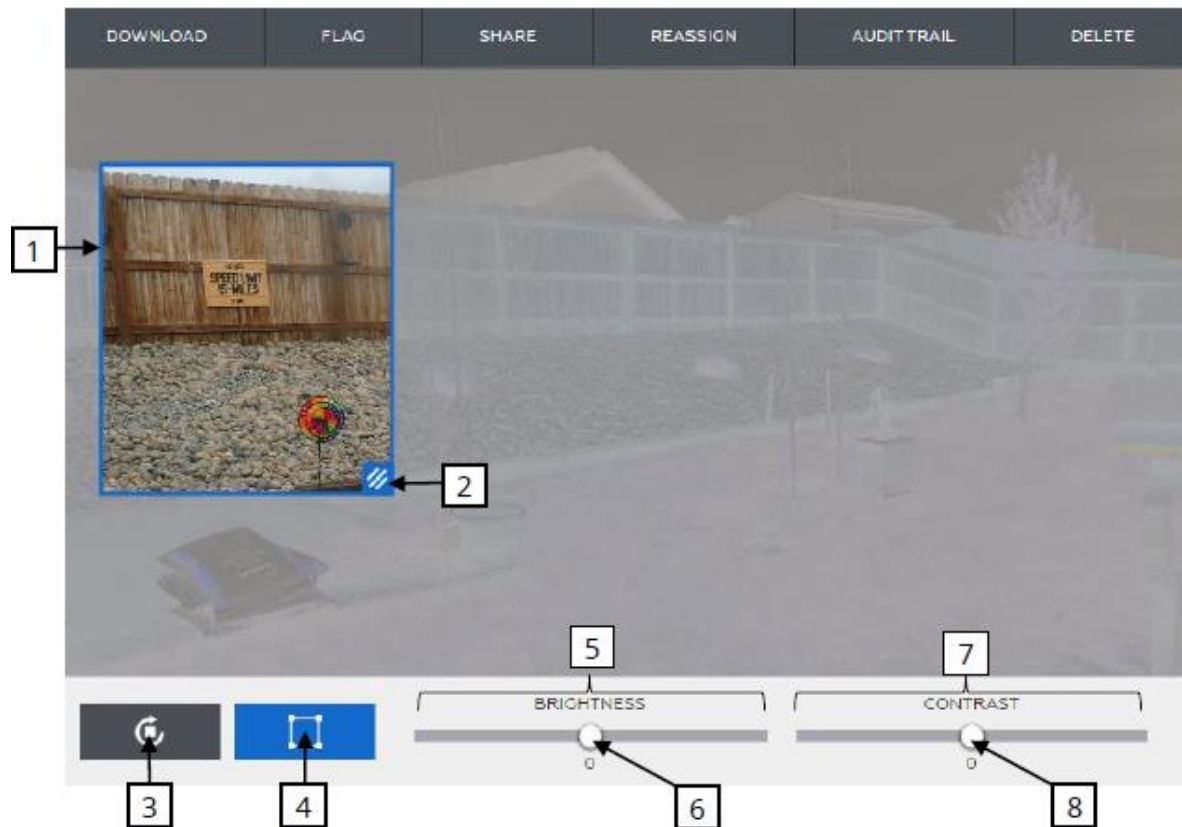 DOWNLOAD FLAG SHARE REASSIGN AUDIT TRAIL DELETE
1
SPEED LIMIT
15 MILES
2
5
7
BRIGHTNESS CONTRAST
0 0
3
4
6
8